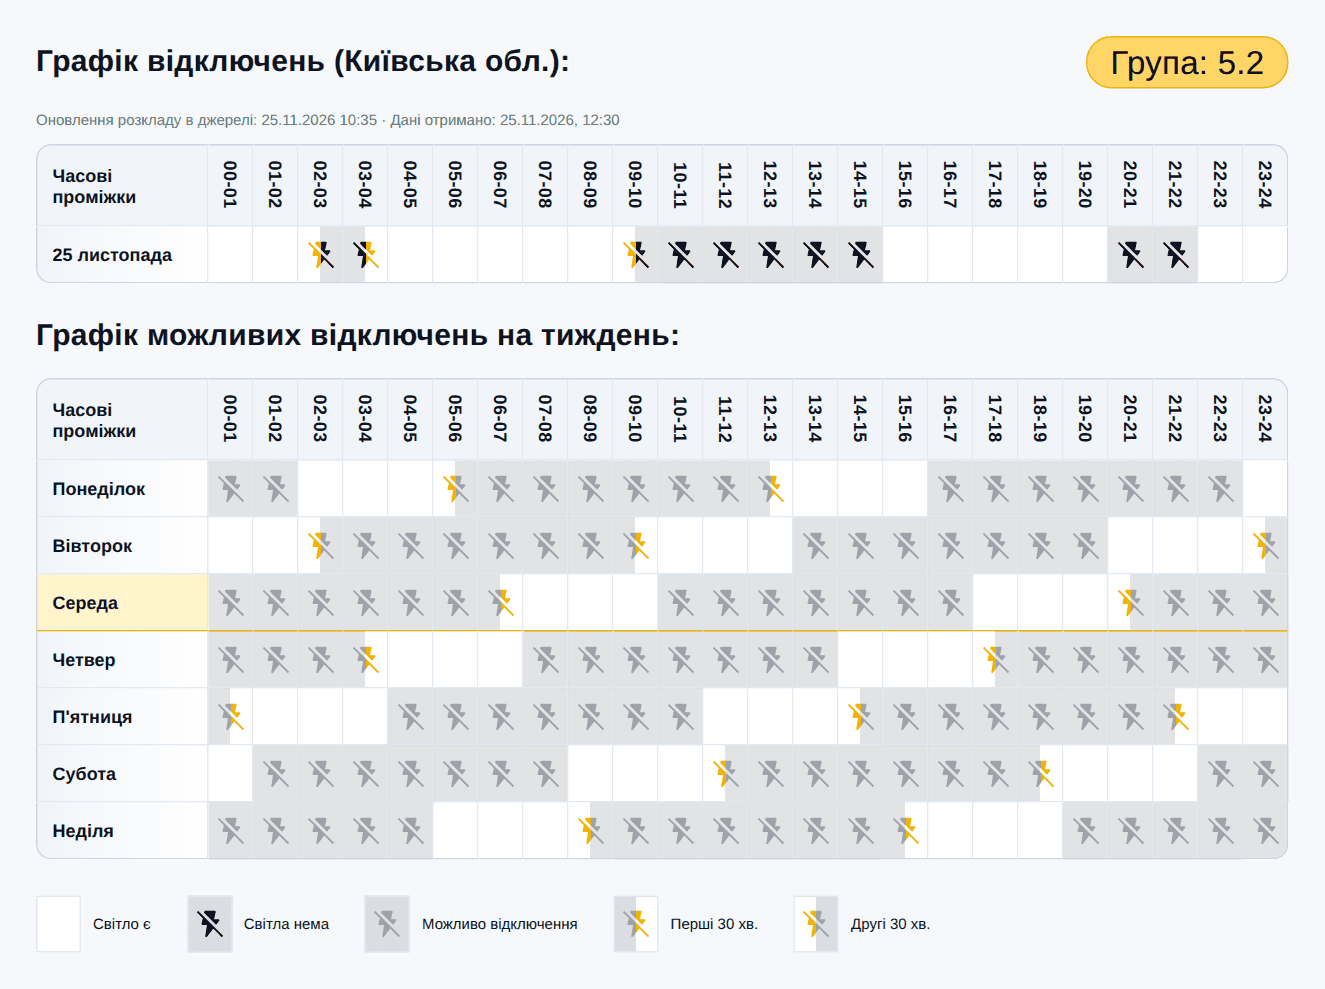 Графік відключень (Київська обл.):
Група: 5.2
Оновлення розкладу в джерелі: 25.11.2026 10:35 · Дані отримано: 25.11.2026, 12:30
Часові проміжки 00-01 01-02 02-03 03-04 04-05 05-06 06-07 07-08 08-09 09-10 10-11 11-12 12-13 13-14 14-15 15-16 16-17 17-18 18-19 19-20 20-21 21-22 22-23 23-24
25 листопада
Графік можливих відключень на тиждень:
Часові проміжки 00-01 01-02 02-03 03-04 04-05 05-06 06-07 07-08 08-09 09-10 10-11 11-12 12-13 13-14 14-15 15-16 16-17 17-18 18-19 19-20 20-21 21-22 22-23 23-24
Понеділок
Вівторок
Середа
Четвер
П'ятниця
Субота
Неділя
Світло є Світла нема Можливо відключення Перші 30 хв. Другі 30 хв.